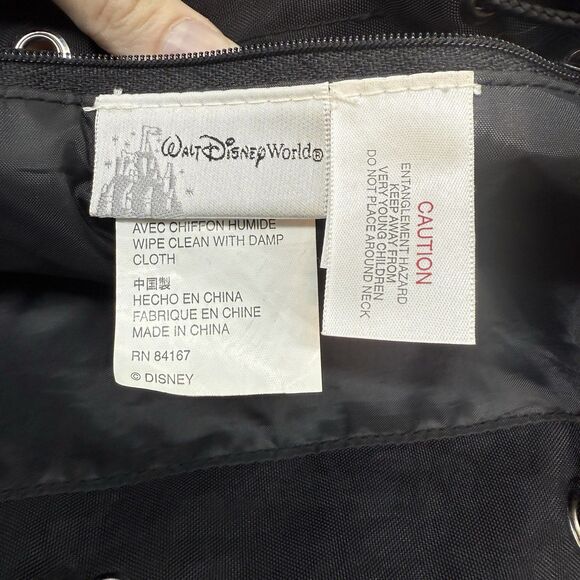 WALT DISNEY World®
AVEC CHIFFON HUMIDE
WIPE CLEAN WITH DAMP
CLOTH
中国製
HECHO EN CHINA
FABRIQUE EN CHINE
MADE IN CHINA
RN 84167
© DISNEY
CAUTION
ENTANGLEMENT HAZARD
KEEP AWAY FROM
VERY YOUNG CHILDREN
DO NOT PLACE AROUND NECK